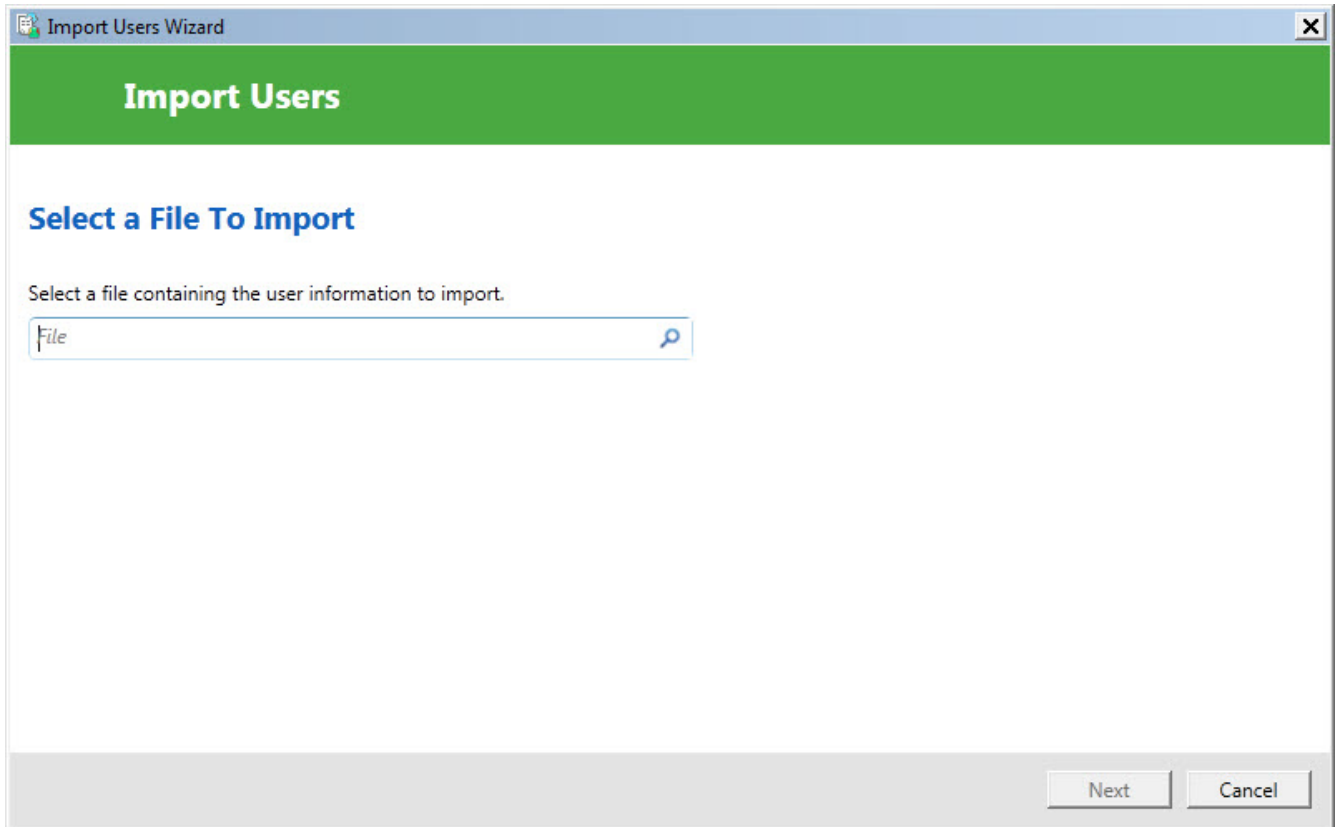 Import Users Wizard
Import Users
Select a File To Import
Select a file containing the user information to import.
File
Next Cancel